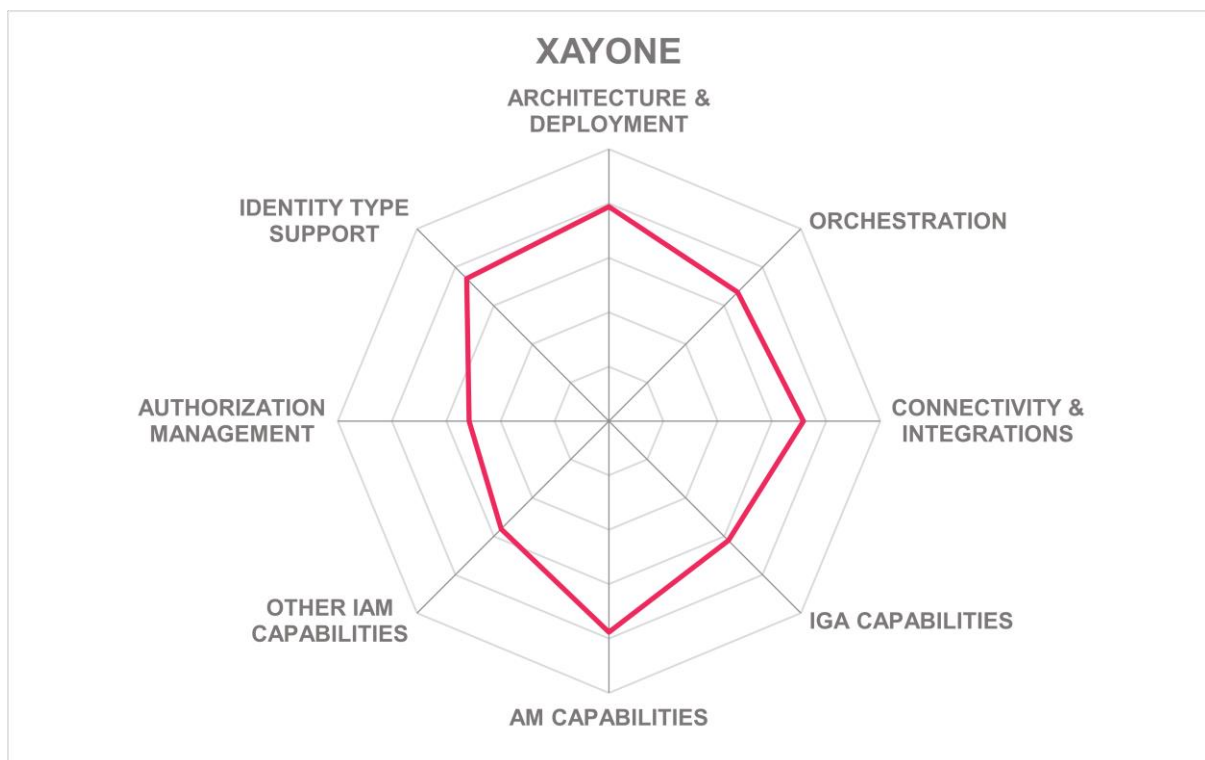 XAYONE
ARCHITECTURE &
DEPLOYMENT
IDENTITY TYPE
SUPPORT
ORCHESTRATION
AUTHORIZATION
MANAGEMENT
CONNECTIVITY &
INTEGRATIONS
OTHER IAM
CAPABILITIES
IGA CAPABILITIES
AM CAPABILITIES